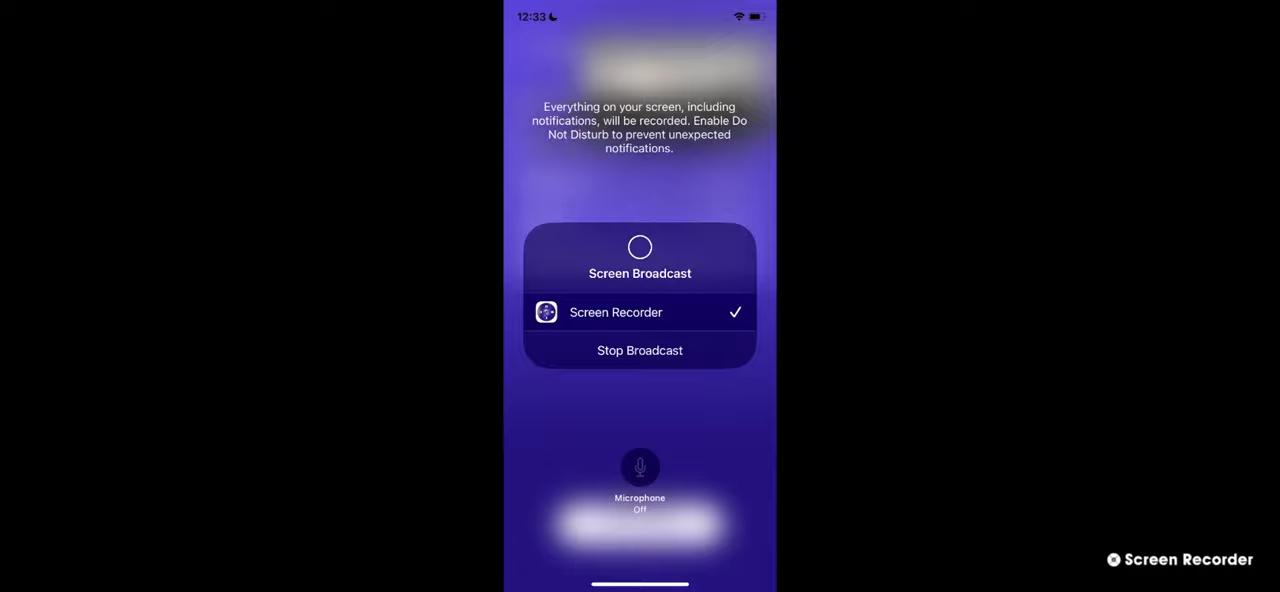 12:33
Everything on your screen, including
notifications, will be recorded. Enable Do
Not Disturb to prevent unexpected
notifications.
Screen Broadcast
Screen Recorder
Stop Broadcast
Microphone
Off
Screen Recorder